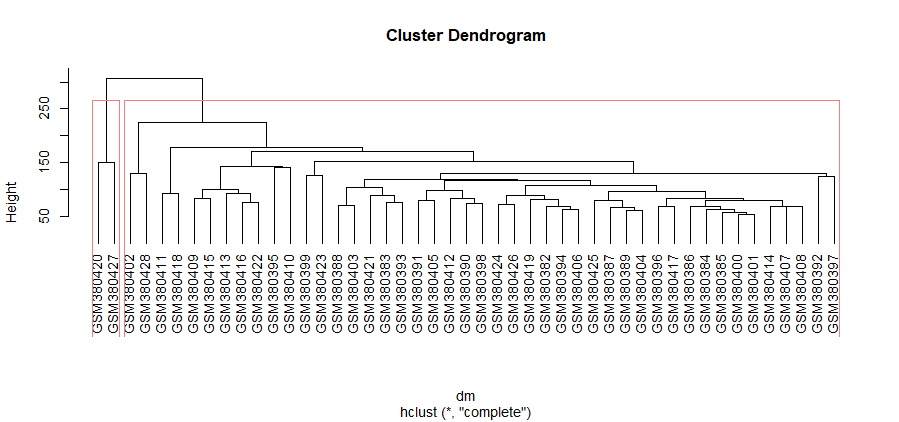 Cluster Dendrogram
Height
250
150
50
GSM380420
GSM380427
GSM380402
GSM380428
GSM380411
GSM380418
GSM380409
GSM380415
GSM380413
GSM380416
GSM380422
GSM380395
GSM380410
GSM380399
GSM380423
GSM380388
GSM380403
GSM380421
GSM380383
GSM380393
GSM380391
GSM380405
GSM380412
GSM380390
GSM380398
GSM380424
GSM380426
GSM380419
GSM380382
GSM380394
GSM380406
GSM380425
GSM380387
GSM380389
GSM380404
GSM380396
GSM380417
GSM380386
GSM380384
GSM380385
GSM380400
GSM380401
GSM380414
GSM380407
GSM380408
GSM380392
GSM380397
dm
hclust (*, "complete")